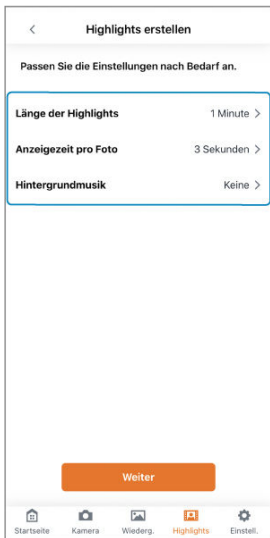 Highlights erstellen
Passen Sie die Einstellungen nach Bedarf an.
Länge der Highlights 1 Minute >
Anzeigezeit pro Foto 3 Sekunden >
Hintergrundmusik Keine >
Weiter
Startseite Kamera Wiederg. Highlights Einstell.